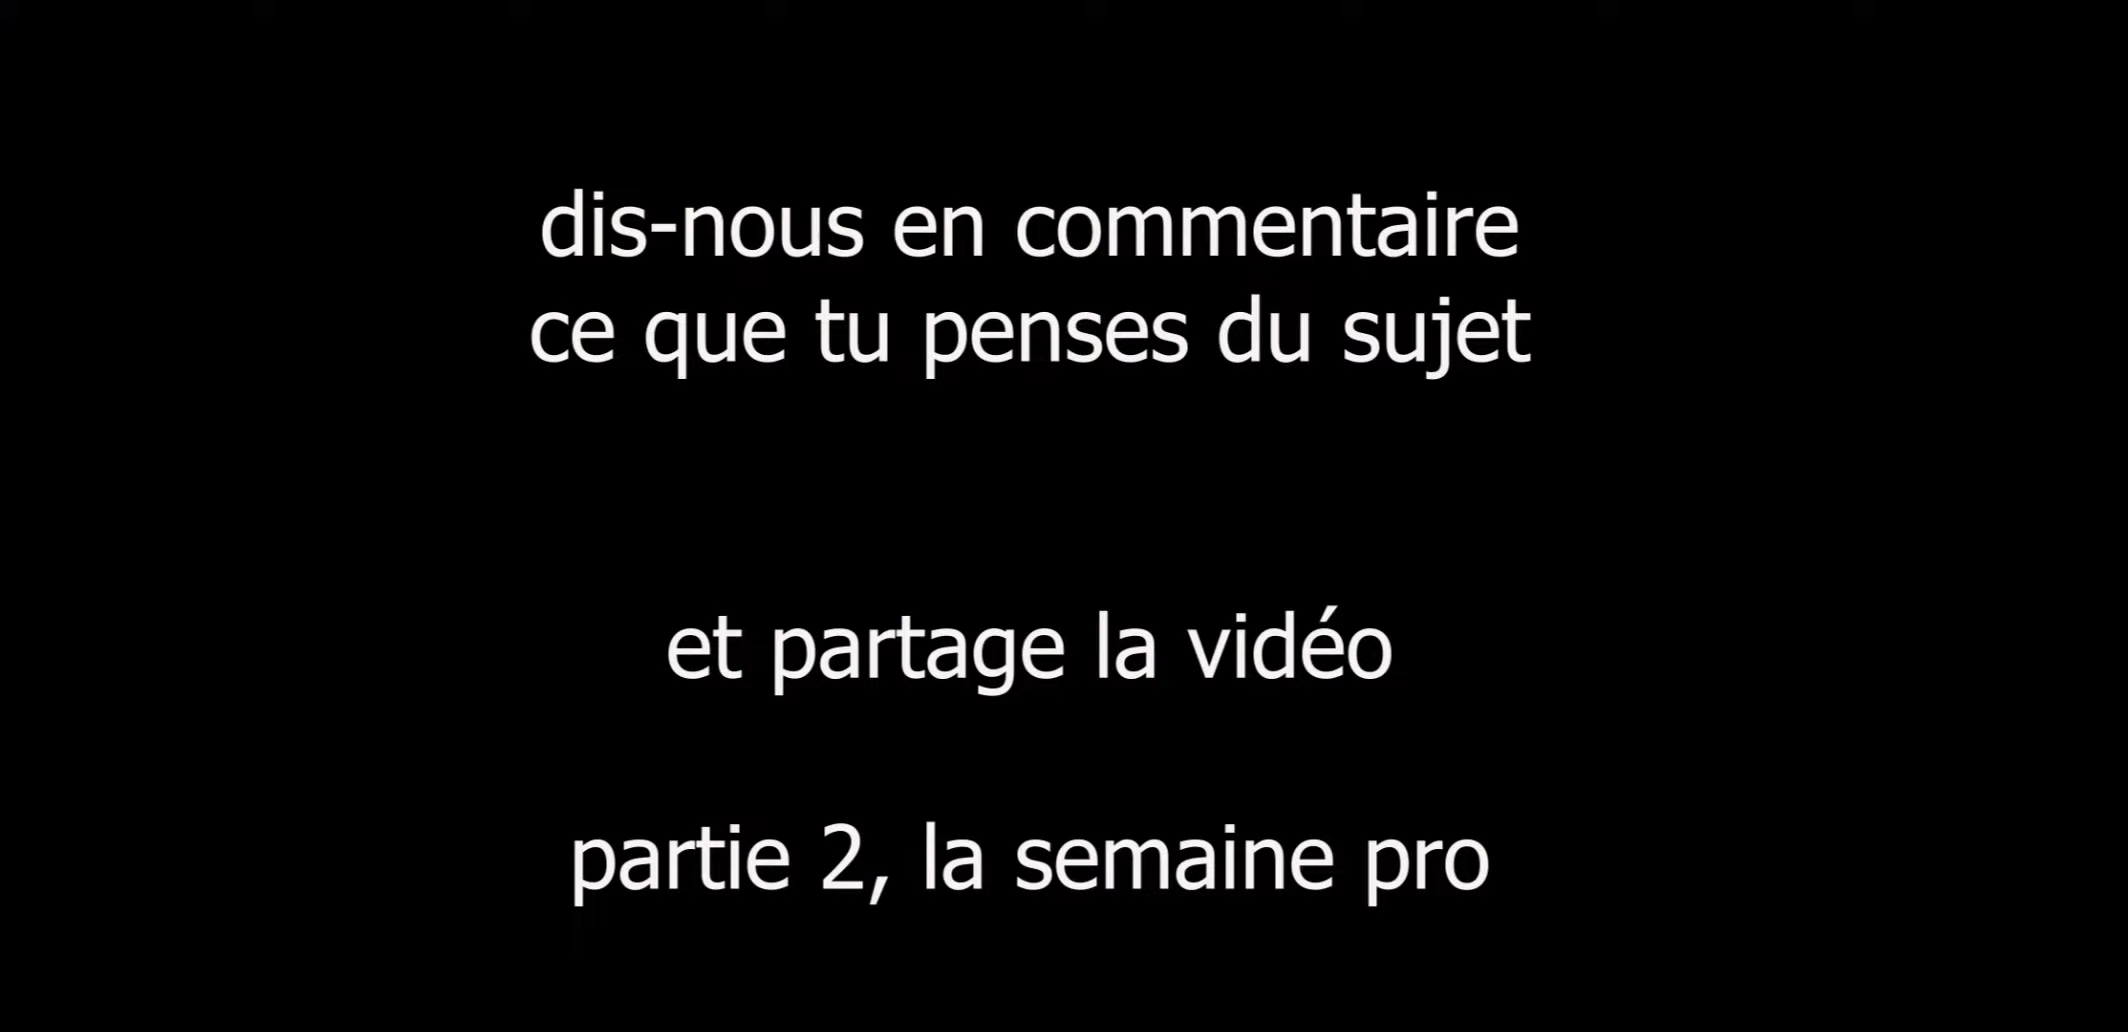 dis-nous en commentaire
ce que tu penses du sujet
et partage la vidéo
partie 2, la semaine pro